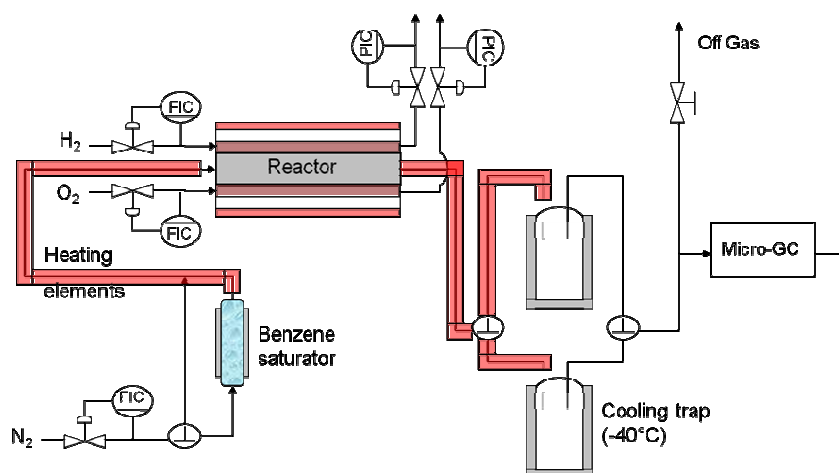 PIC
PIC
Off Gas
FIC
H₂
Reactor
O₂
FIC
Micro-GC
Heating
elements
Benzene
saturator
FIC
N₂
Cooling trap
(-40°C)